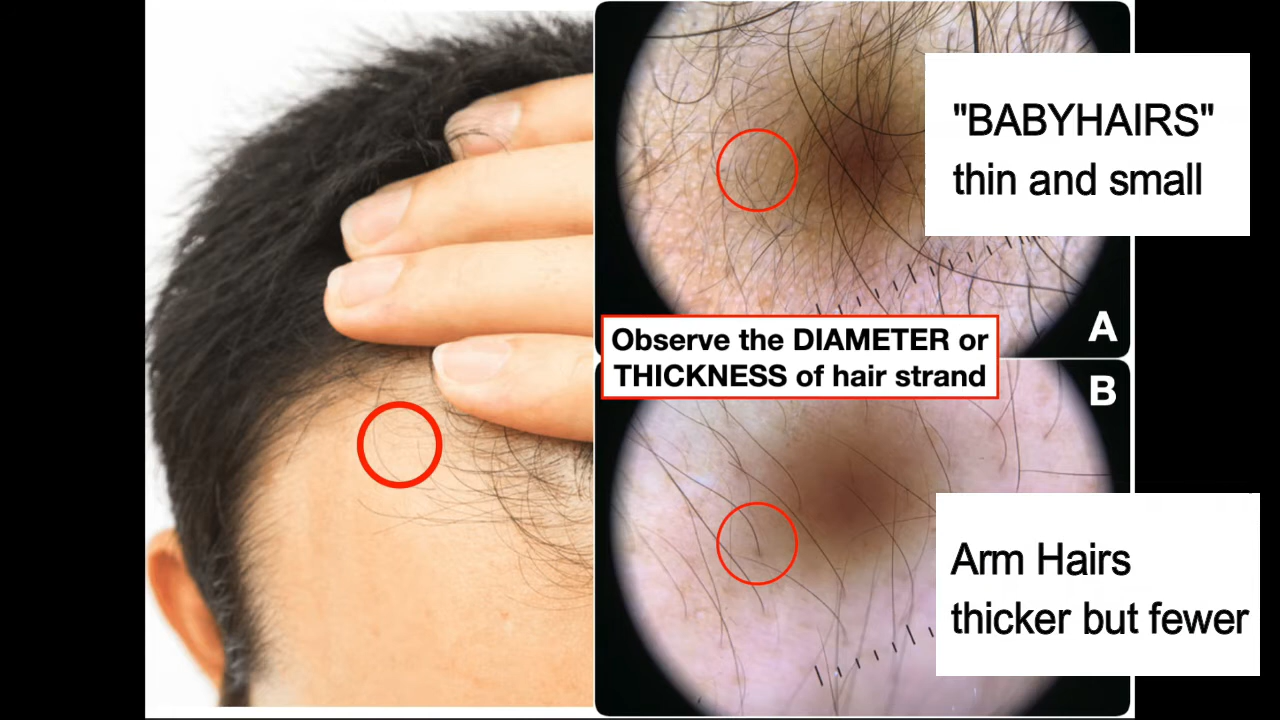 "BABYHAIRS"
thin and small
A
Observe the DIAMETER or
THICKNESS of hair strand
B
Arm Hairs
thicker but fewer